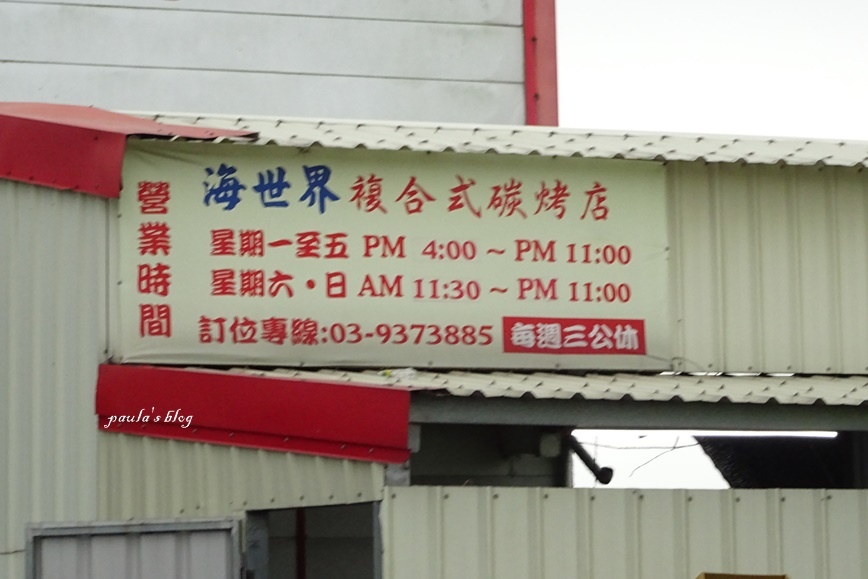 海世界複合式碳烤店
營業時間
星期一至五 PM 4:00 ~ PM 11:00
星期六・日 AM 11:30 ~ PM 11:00
訂位專線:03-9373885 每週三公休
paula's blog